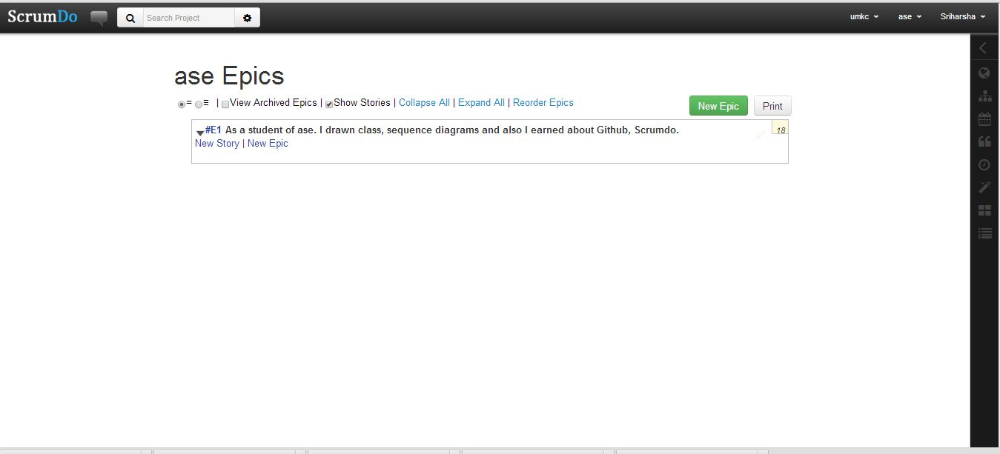 ScrumDo Search Project umkc ase Sriharsha
ase Epics
= ≡ | View Archived Epics | Show Stories | Collapse All | Expand All | Reorder Epics New Epic Print
#E1 As a student of ase. I drawn class, sequence diagrams and also I earned about Github, Scrumdo. 18
New Story | New Epic